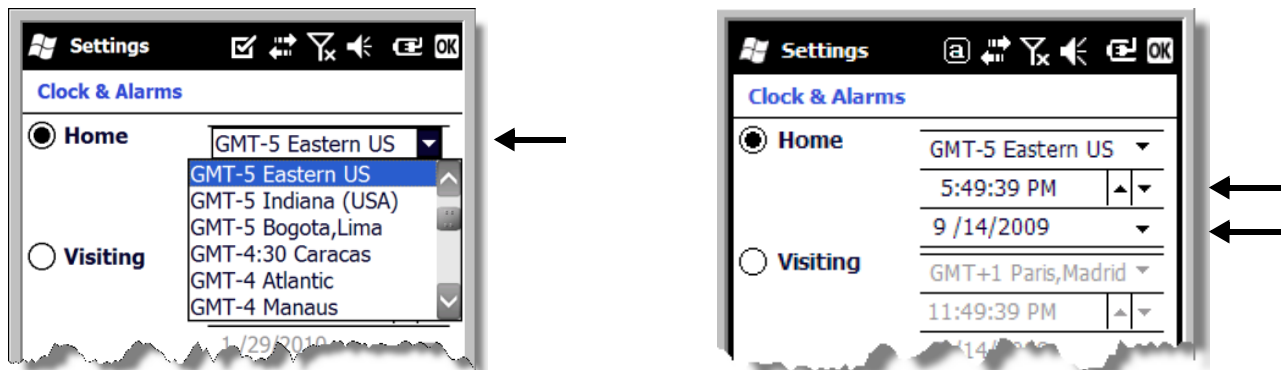 Settings OK
Clock & Alarms
Home
GMT-5 Eastern US
GMT-5 Eastern US
GMT-5 Indiana (USA)
GMT-5 Bogota,Lima
GMT-4:30 Caracas
GMT-4 Atlantic
GMT-4 Manaus
Visiting
1 /29/2010
Settings a OK
Clock & Alarms
Home
GMT-5 Eastern US
5:49:39 PM
9 /14/2009
Visiting
GMT+1 Paris,Madrid
11:49:39 PM